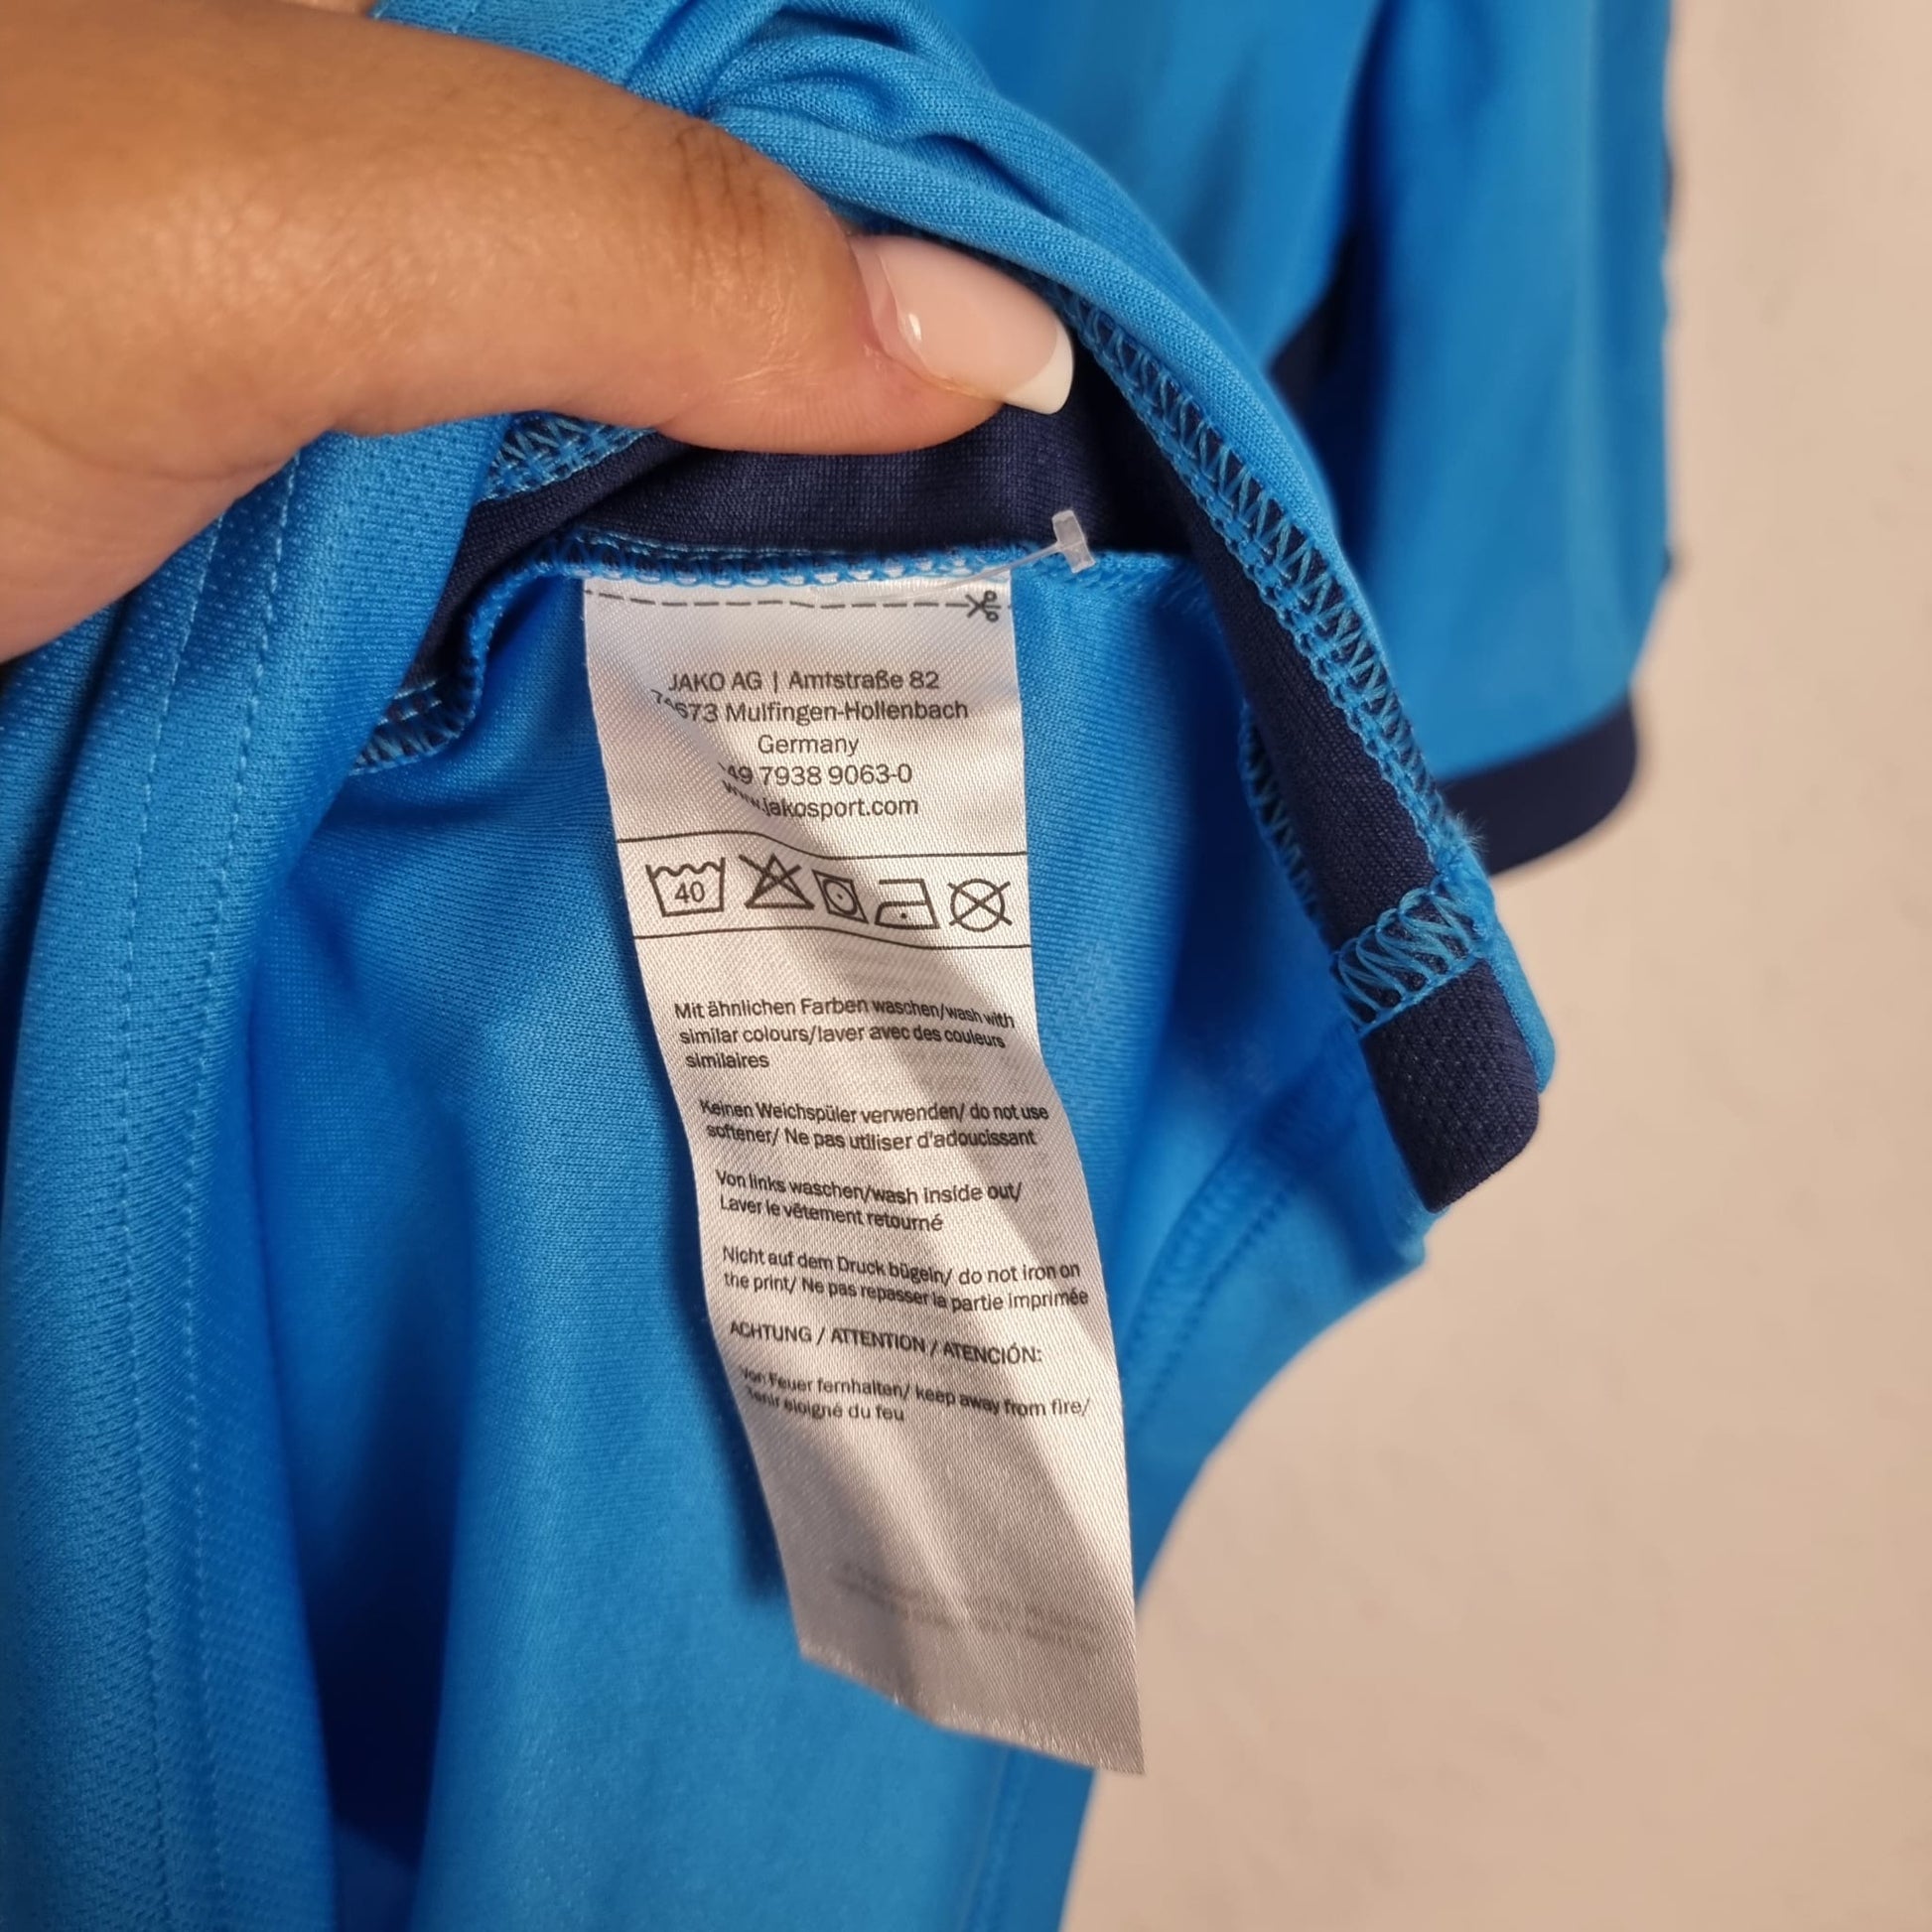 JAKO AG | Amtstraße 82
Mulfingen-Hollenbach
Germany
49 7938 9063-0
www.jakosport.com
40
Mit ähnlichen Farben waschen/wash with
similar colours/laver avec des couleurs
similaires
Keinen Weichspüler verwenden/ do not use
softener/ Ne pas utiliser d'adoucissant
Von links waschen/wash inside out/
Laver le vêtement retourné
Nicht auf dem Druck bügeln/ do not iron on
the print/ Ne pas repasser la partie imprimée
ACHTUNG / ATTENTION / ATENCIÓN:
Von Feuer fernhalten/ keep away from fire/
Tenir éloigné du feu